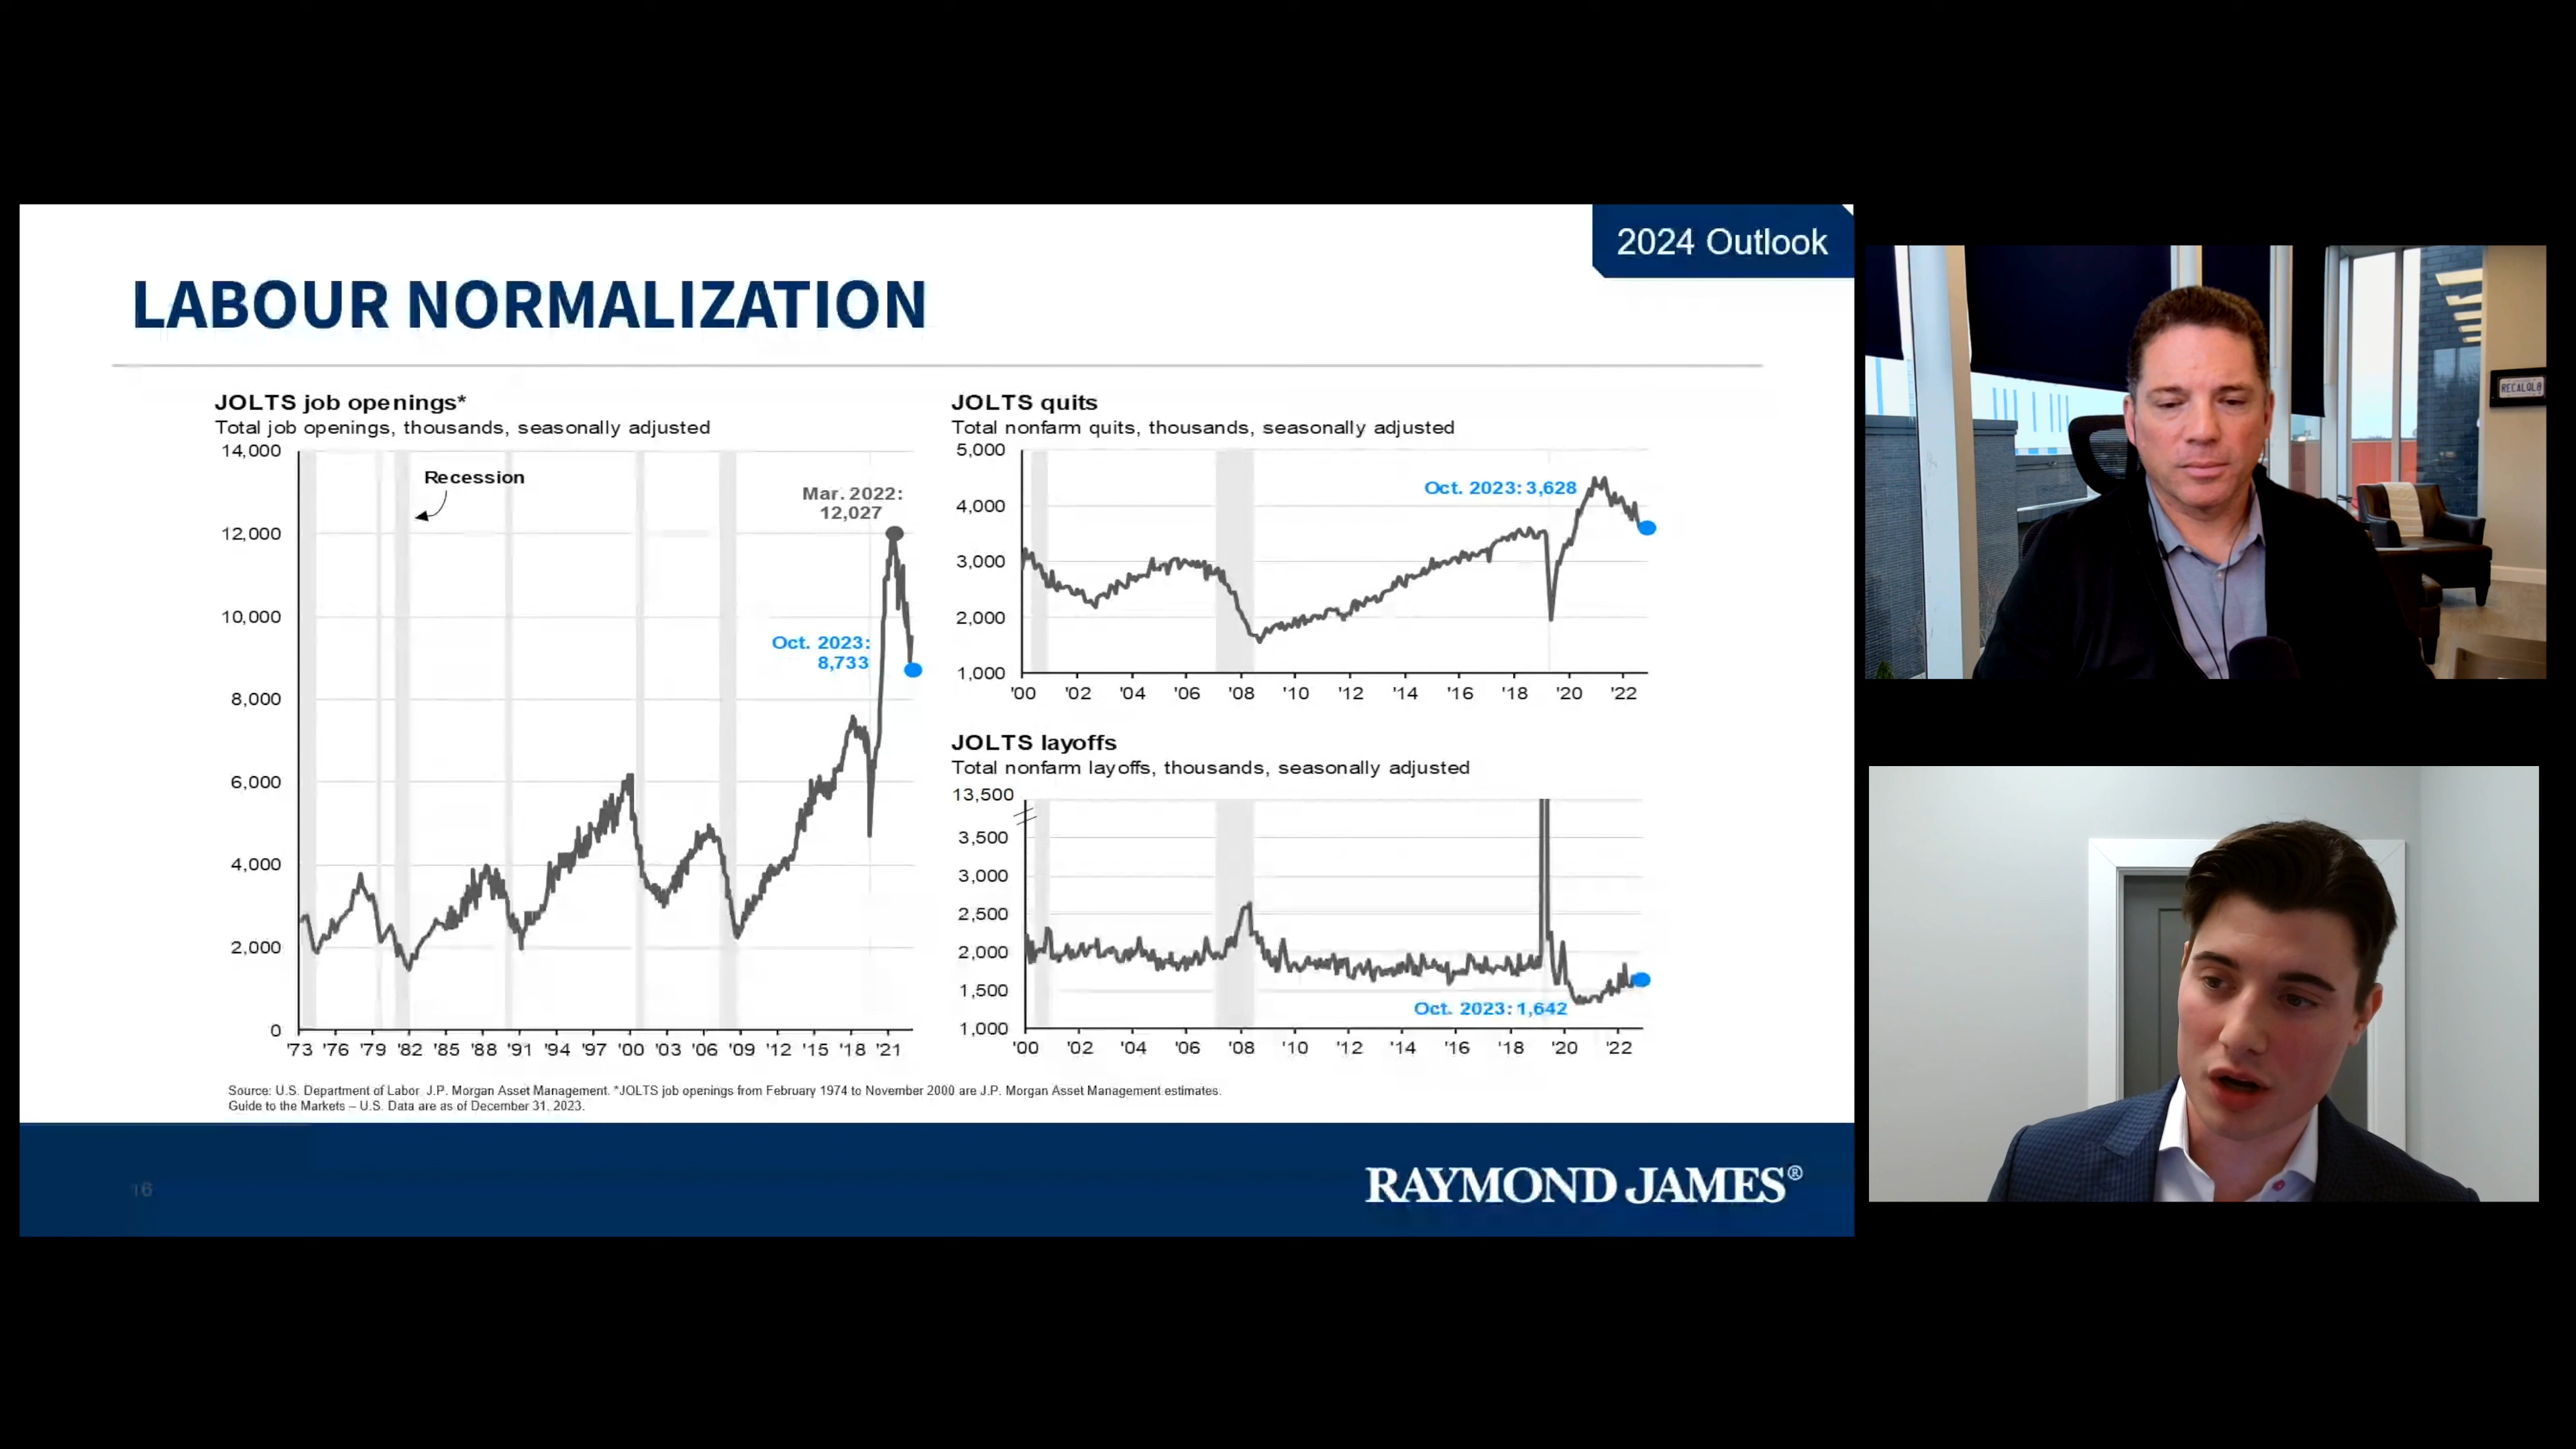 2024 Outlook
LABOUR NORMALIZATION
JOLTS job openings*
Total job openings, thousands, seasonally adjusted
14,000
12,000
10,000
8,000
6,000
4,000
2,000
0
Recession
Mar. 2022:
12,027
Oct. 2023:
8,733
'73 '76 '79 '82 '85 '88 '91 '94 '97 '00 '03 '06 '09 '12 '15 '18 '21
JOLTS quits
Total nonfarm quits, thousands, seasonally adjusted
5,000
4,000
3,000
2,000
1,000
Oct. 2023: 3,628
'00 '02 '04 '06 '08 '10 '12 '14 '16 '18 '20 '22
JOLTS layoffs
Total nonfarm layoffs, thousands, seasonally adjusted
13,500
3,500
3,000
2,500
2,000
1,500
1,000
Oct. 2023: 1,642
'00 '02 '04 '06 '08 '10 '12 '14 '16 '18 '20 '22
Source: U.S. Department of Labor, J.P. Morgan Asset Management. *JOLTS job openings from February 1974 to November 2000 are J.P. Morgan Asset Management estimates.
Guide to the Markets – U.S. Data are as of December 31, 2023.
16
RAYMOND JAMES®